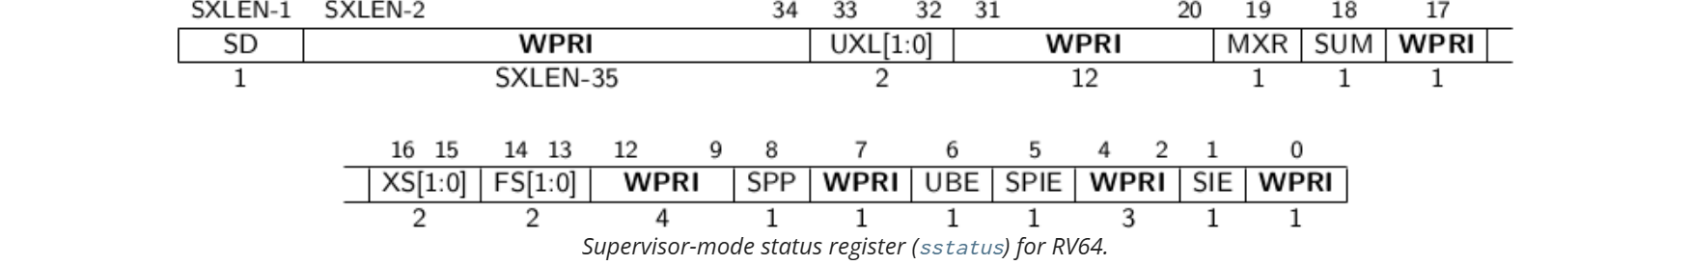 SXLEN-1 SXLEN-2 34 33 32 31 20 19 18 17
SD WPRI UXL[1:0] WPRI MXR SUM WPRI
1 SXLEN-35 2 12 1 1 1
16 15 14 13 12 9 8 7 6 5 4 2 1 0
XS[1:0] FS[1:0] WPRI SPP WPRI UBE SPIE WPRI SIE WPRI
2 2 4 1 1 1 1 3 1 1
Supervisor-mode status register (sstatus) for RV64.